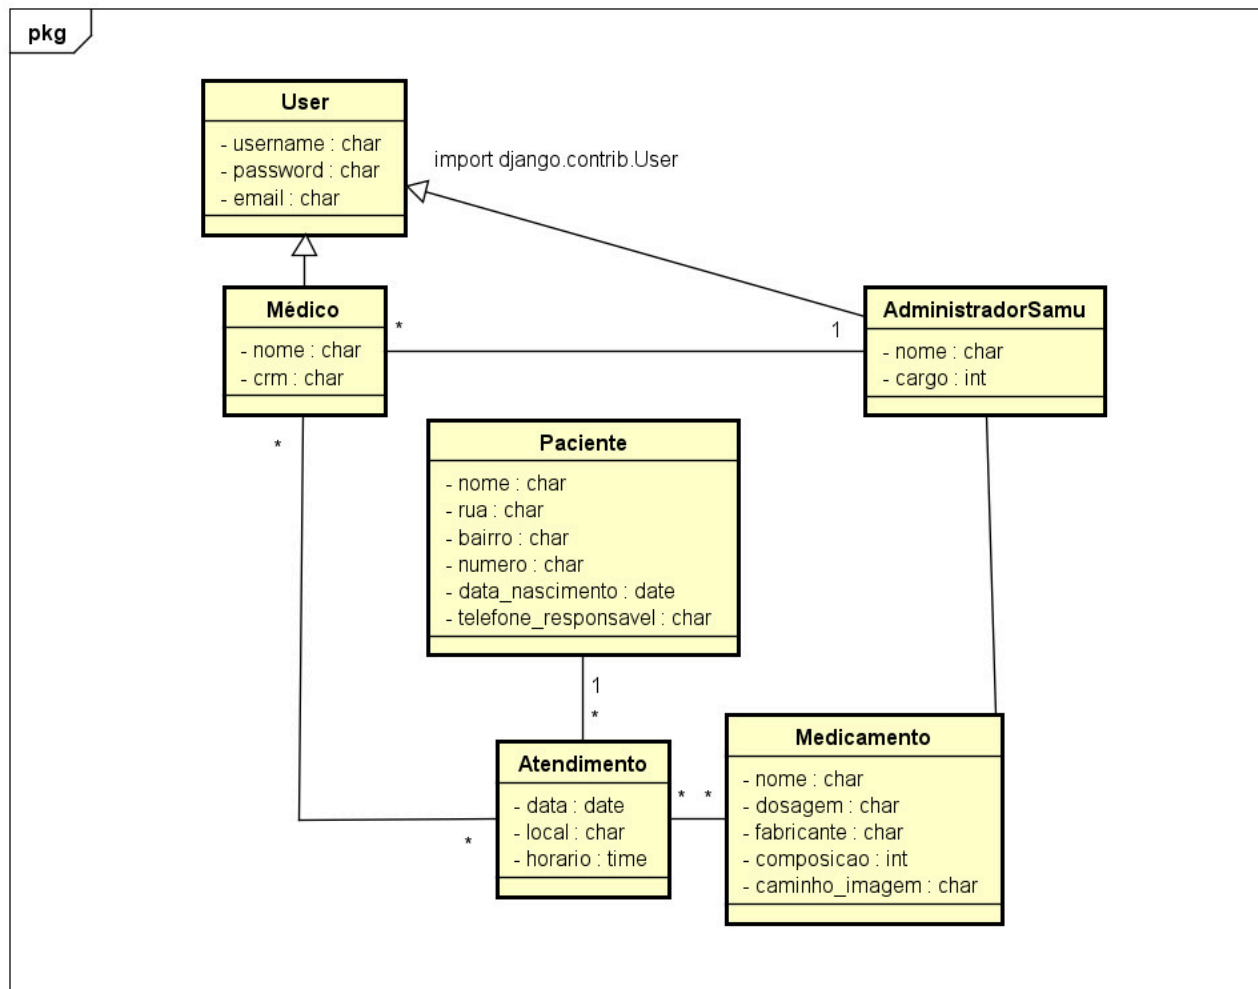 pkg
User
- username : char
- password : char
- email : char
import django.contrib.User
Médico
- nome : char
- crm : char
*
1
AdministradorSamu
- nome : char
- cargo : int
*
Paciente
- nome : char
- rua : char
- bairro : char
- numero : char
- data_nascimento : date
- telefone_responsavel : char
1
*
Atendimento
- data : date
- local : char
- horario : time
*
* *
Medicamento
- nome : char
- dosagem : char
- fabricante : char
- composicao : int
- caminho_imagem : char